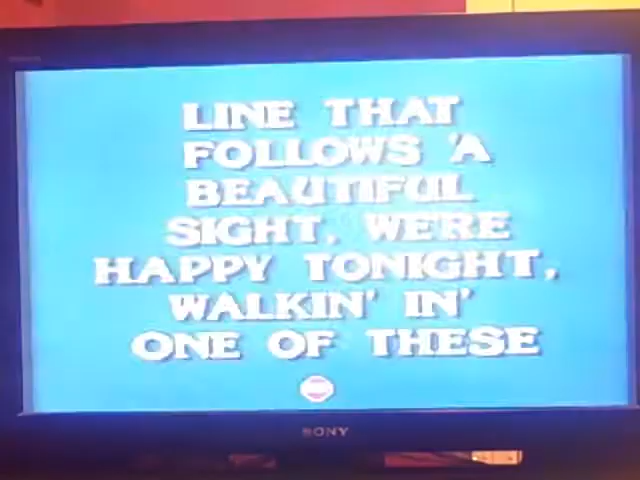 LINE THAT
FOLLOWS 'A
BEAUTIFUL
SIGHT, WE'RE
HAPPY TONIGHT,
WALKIN' IN'
ONE OF THESE
SONY